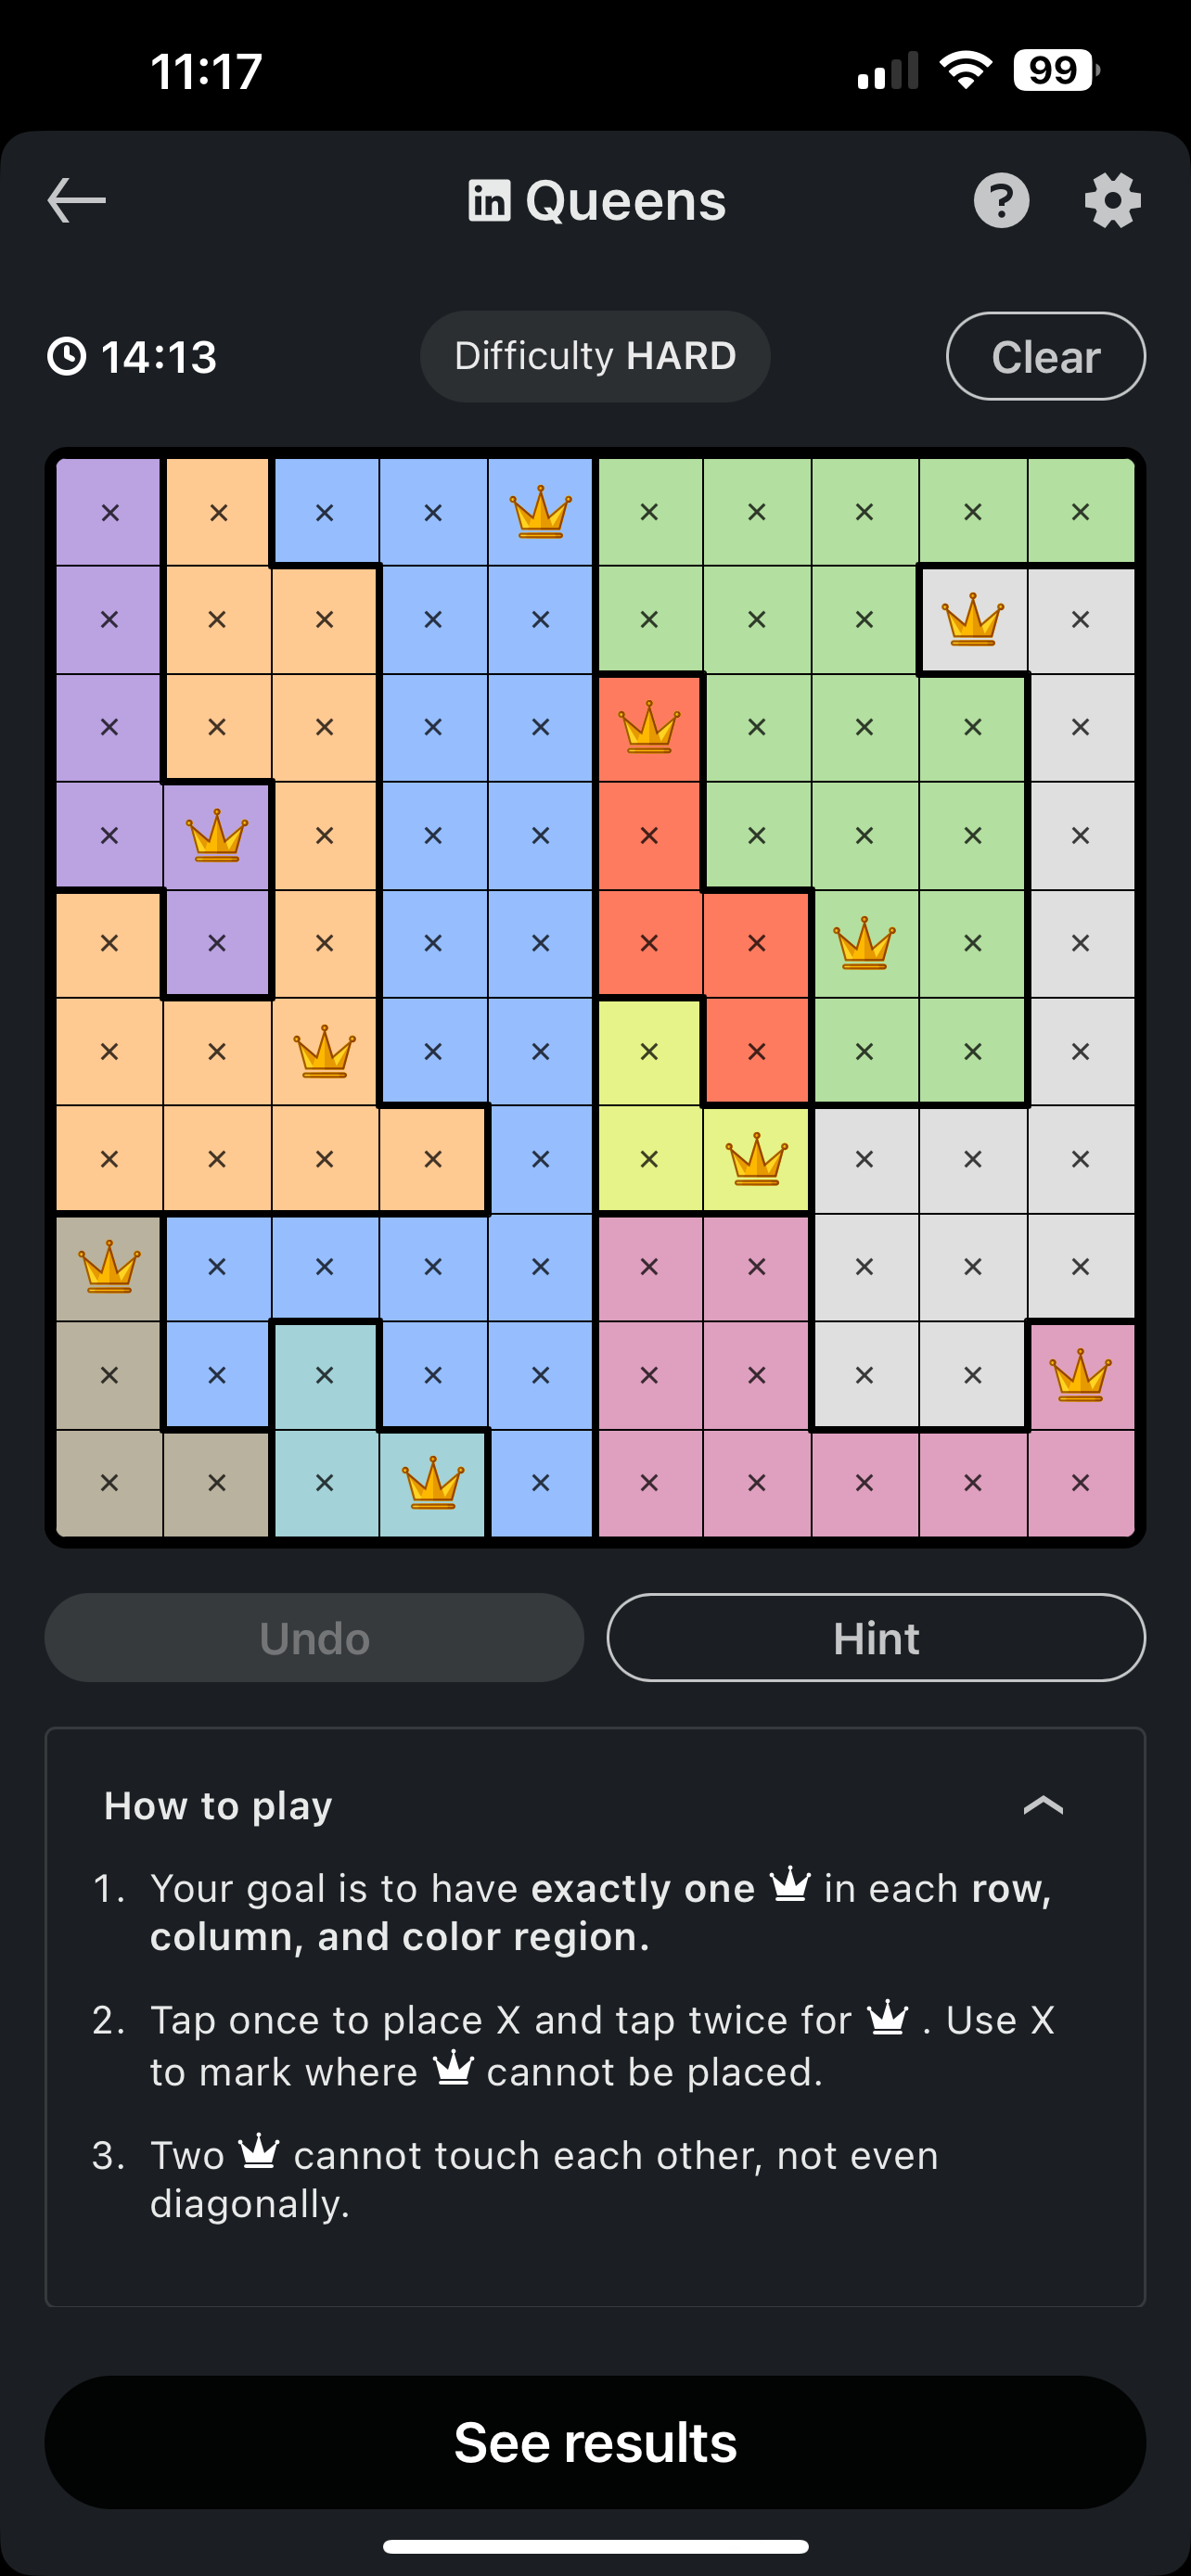 11:17
99
in Queens
?
14:13
Difficulty HARD
Clear
× × × × × × × × ×
× × × × × × × × ×
× × × × × × × × ×
× × × × × × × × ×
× × × × × × × × ×
× × × × × × × × ×
× × × × × × × × ×
× × × × × × × × ×
× × × × × × × × ×
× × × × × × × × ×
Undo
Hint
How to play
1. Your goal is to have exactly one in each row,
column, and color region.
2. Tap once to place X and tap twice for . Use X
to mark where cannot be placed.
3. Two cannot touch each other, not even
diagonally.
See results